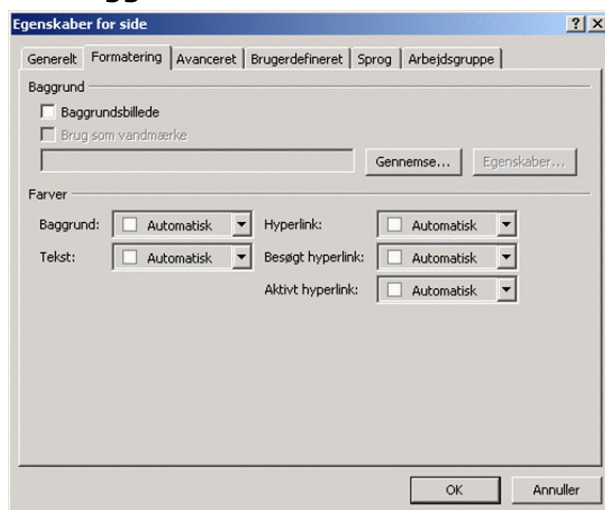 Egenskaber for side
Generelt Formatering Avanceret Brugerdefineret Sprog Arbejdsgruppe
Baggrund
Baggrundsbillede
Brug som vandmærke
Gennemse... Egenskaber...
Farver
Baggrund: Automatisk Hyperlink: Automatisk
Tekst: Automatisk Besøgt hyperlink: Automatisk
Aktivt hyperlink: Automatisk
OK Annuller